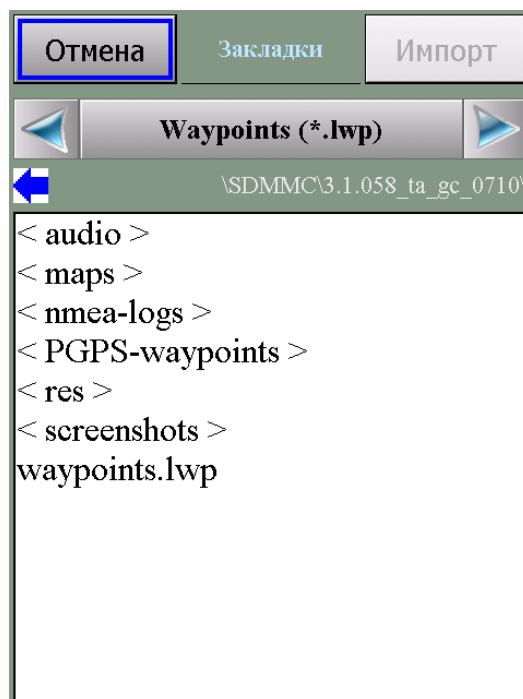 Отмена
Закладки
Импорт
Waypoints (*.lwp)
\SDMMC\3.1.058_ta_gc_0710\
< audio >
< maps >
< nmea-logs >
< PGPS-waypoints >
< res >
< screenshots >
waypoints.lwp